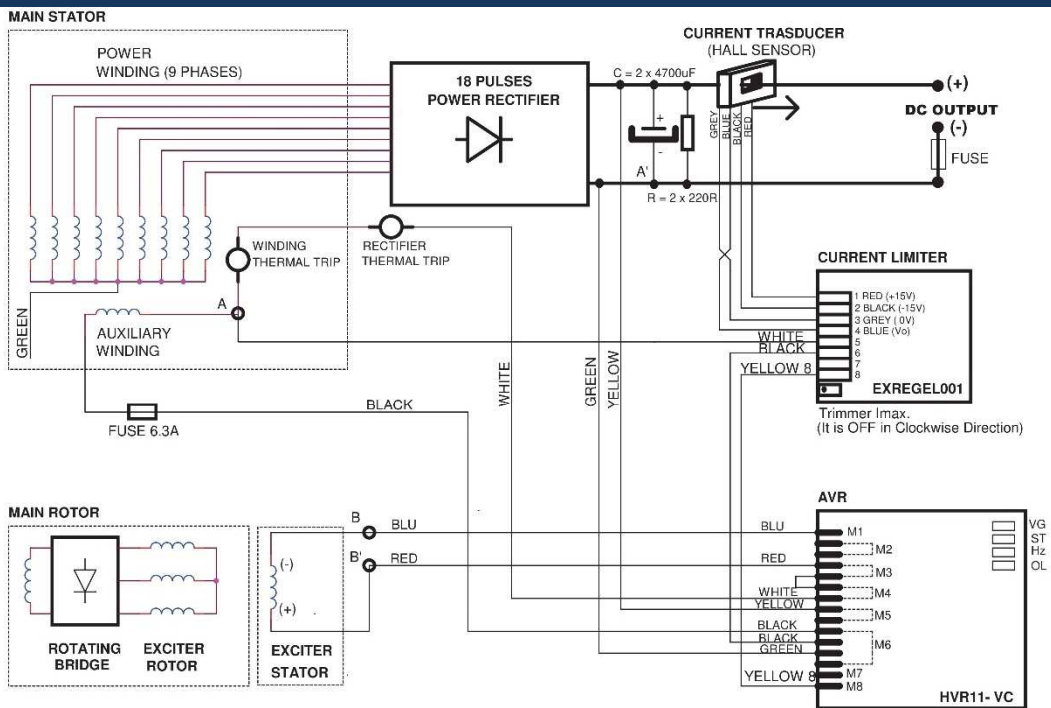 MAIN STATOR
POWER
WINDING (9 PHASES)
18 PULSES
POWER RECTIFIER
CURRENT TRASDUCER
(HALL SENSOR)
C = 2 x 4700uF
+
-
A'
R = 2 x 220R
GREY
BLUE
BLACK
RED
(+)
DC OUTPUT
(-)
FUSE
WINDING
THERMAL TRIP
RECTIFIER
THERMAL TRIP
A
GREEN
AUXILIARY
WINDING
FUSE 6.3A
BLACK
WHITE
GREEN
YELLOW
CURRENT LIMITER
1 RED (+15V)
2 BLACK (-15V)
3 GREY ( 0V)
4 BLUE (Vo)
5
6
7
8
WHITE
BLACK
YELLOW 8
EXREGEL001
Trimmer Imax.
(It is OFF in Clockwise Direction)
MAIN ROTOR
ROTATING
BRIDGE
EXCITER
ROTOR
(-)
(+)
EXCITER
STATOR
B
BLU
B'
RED
AVR
BLU
RED
WHITE
YELLOW
BLACK
BLACK
GREEN
YELLOW 8
M1
M2
M3
M4
M5
M6
M7
M8
VG
ST
Hz
OL
HVR11- VC